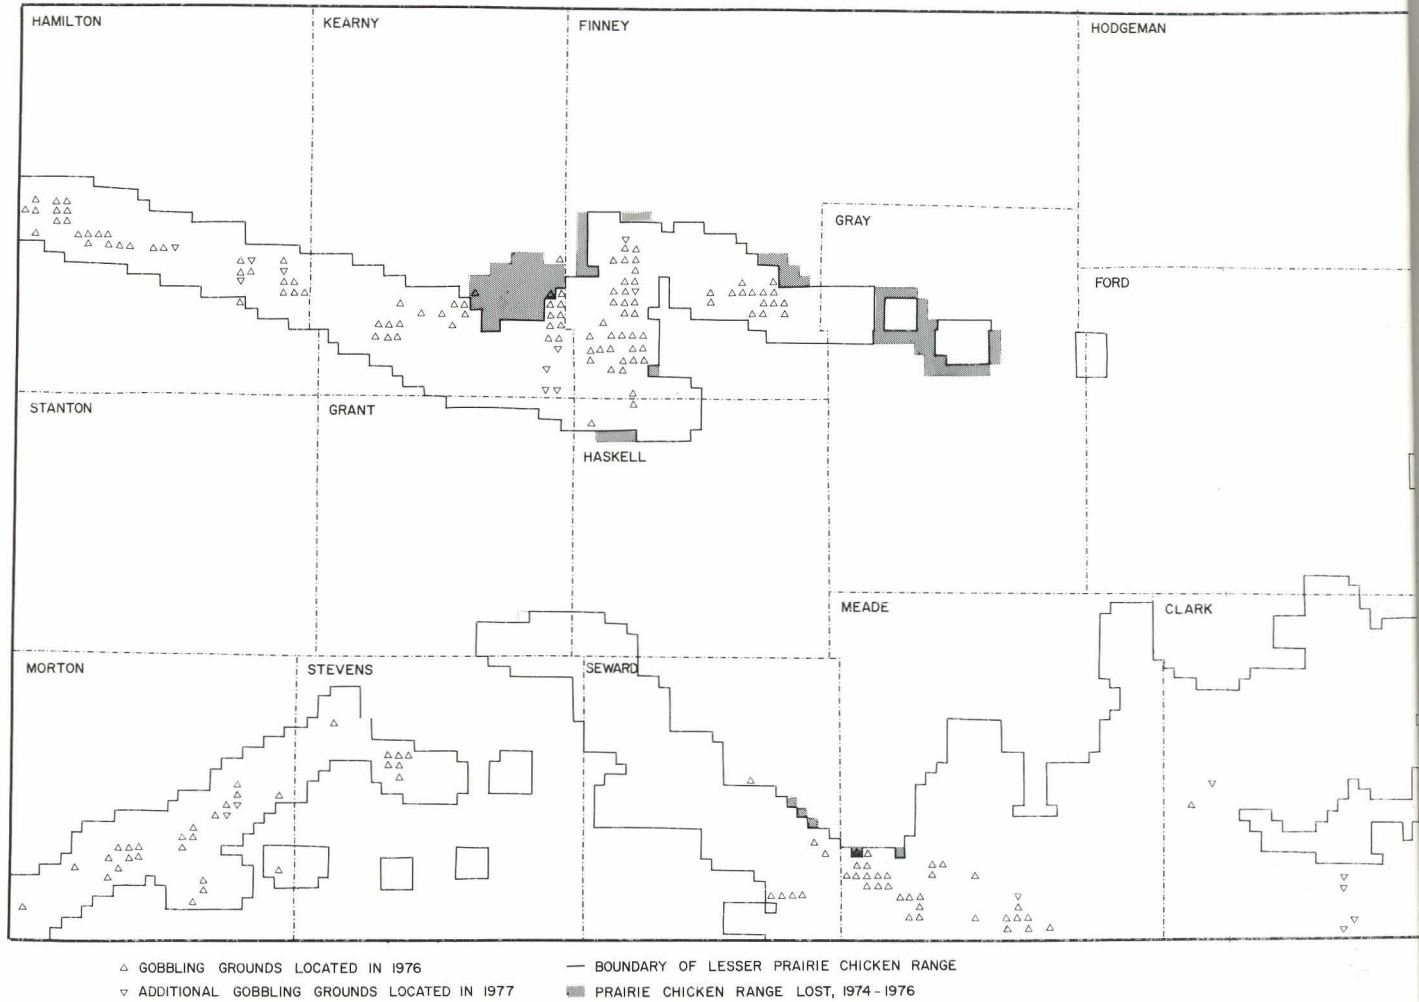 HAMILTON
KEARNY
FINNEY
HODGEMAN
GRAY
FORD
STANTON
GRANT
HASKELL
MEADE
CLARK
MORTON
STEVENS
SEWARD
△ GOBBLING GROUNDS LOCATED IN 1976
▽ ADDITIONAL GOBBLING GROUNDS LOCATED IN 1977
— BOUNDARY OF LESSER PRAIRIE CHICKEN RANGE
PRAIRIE CHICKEN RANGE LOST, 1974-1976